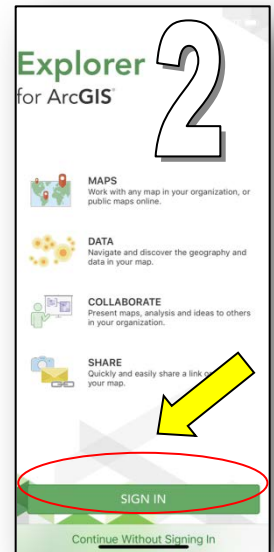 2
Explorer
for ArcGIS®
MAPS
Work with any map in your organization, or
public maps online.
DATA
Navigate and discover the geography and
data in your map.
COLLABORATE
Present maps, analysis and ideas to others
in your organization.
SHARE
Quickly and easily share a link
your map.
SIGN IN
Continue Without Signing In